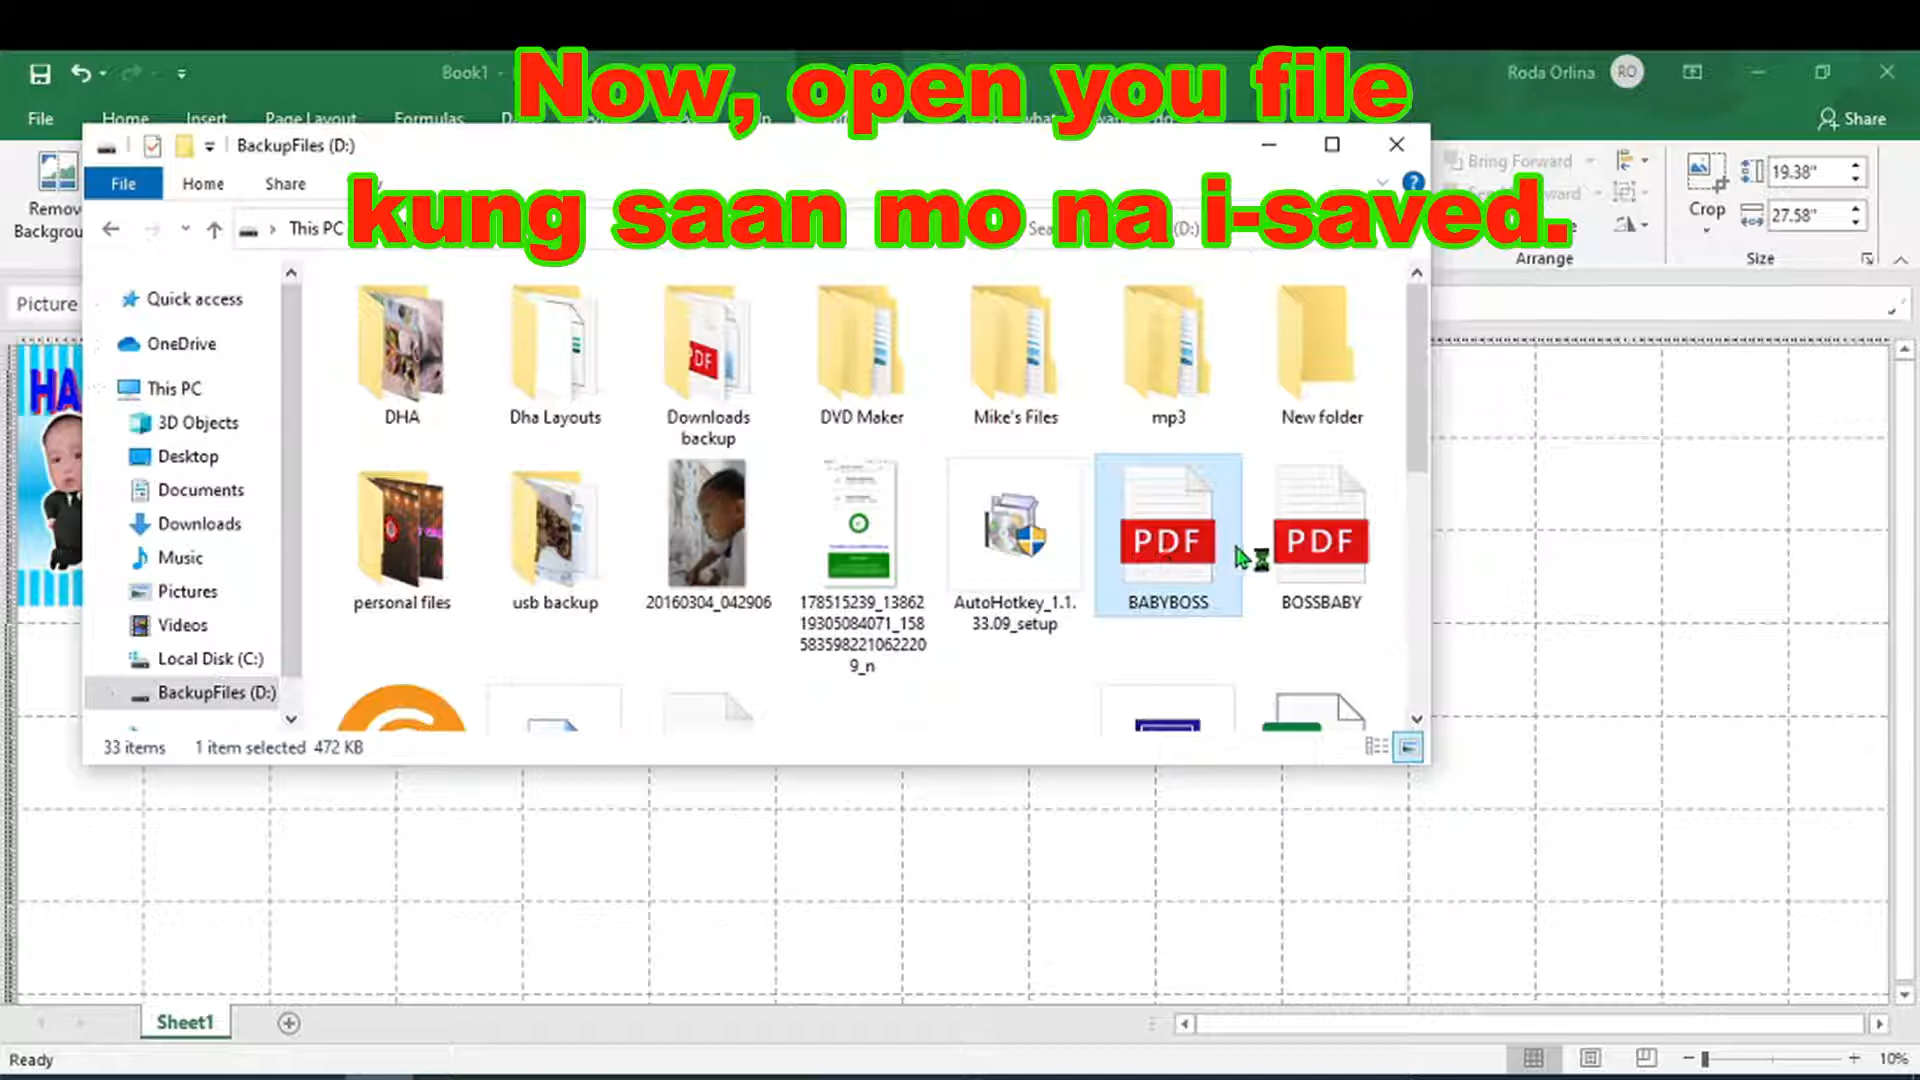 Now, open you file
kung saan mo na i-saved.
Book1
Roda Orlina
RO
File
Home
Insert
Page Layout
Formulas
Share
BackupFiles (D:)
File
Home
Share
This PC
(D:)
Bring Forward
Crop
19.38"
27.58"
Arrange
Size
Picture
HA
Quick access
OneDrive
This PC
3D Objects
Desktop
Documents
Downloads
Music
Pictures
Videos
Local Disk (C:)
BackupFiles (D:)
DHA
Dha Layouts
Downloads
backup
DVD Maker
Mike's Files
mp3
New folder
PDF
PDF
personal files
usb backup
20160304_042906
178515239_13862
19305084071_158
583598221062220
9_n
AutoHotkey_1.1.
33.09_setup
BABYBOSS
BOSSBABY
33 items
1 item selected 472 KB
Sheet1
Ready
10%